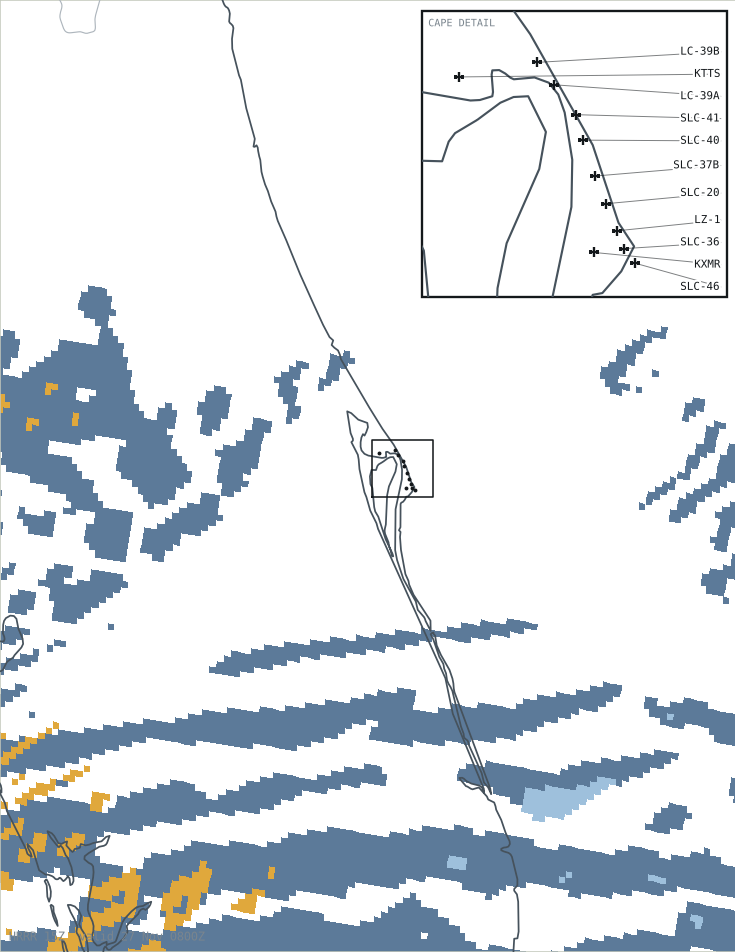 CAPE DETAIL
LC-39B
KTTS
LC-39A
SLC-41
SLC-40
SLC-37B
SLC-20
LZ-1
SLC-36
KXMR
SLC-46